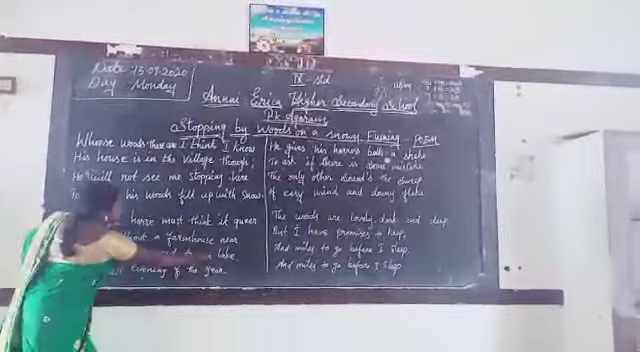 Date: 13.07.2020
Day : Monday
IX - std
Annai Erica Higher Secondary School
Stopping by Woods on a snowy Evening - POEM
Whoose woods these are I think I know
His house is in the village though;
He will not see me stopping here
his woods fill up with Snow.
horse must think it queer
a farmhouse near
lake
evening of the year.
He gives his harness bells a shake
To ask if there is some mistake
The only other sound's the sweep
Of easy wind and downy flake
The woods are lovely, dark and deep
But I have promises to keep,
And miles to go before I Sleep.
And miles to go before I sleep